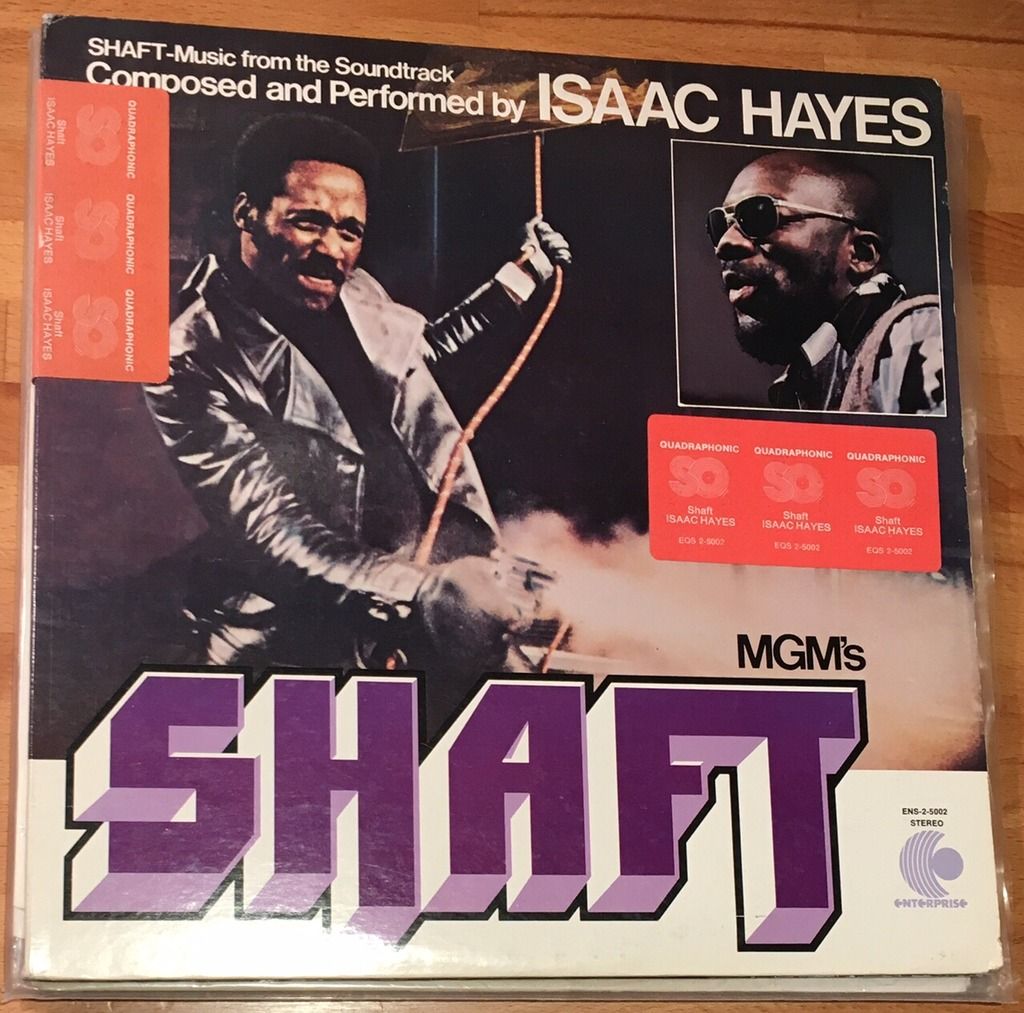 SHAFT-Music from the Soundtrack
Composed and Performed by ISAAC HAYES
QUADRAPHONIC
SQ
Shaft
ISAAC HAYES
QUADRAPHONIC
SQ
Shaft
ISAAC HAYES
QUADRAPHONIC
SQ
Shaft
ISAAC HAYES
QUADRAPHONIC QUADRAPHONIC QUADRAPHONIC
SQ SQ SQ
Shaft Shaft Shaft
ISAAC HAYES ISAAC HAYES ISAAC HAYES
EQS 2-5002 EQS 2-5002 EQS 2-5002
MGM's
SHAFT
ENS-2-5002
STEREO
ENTERPRISE